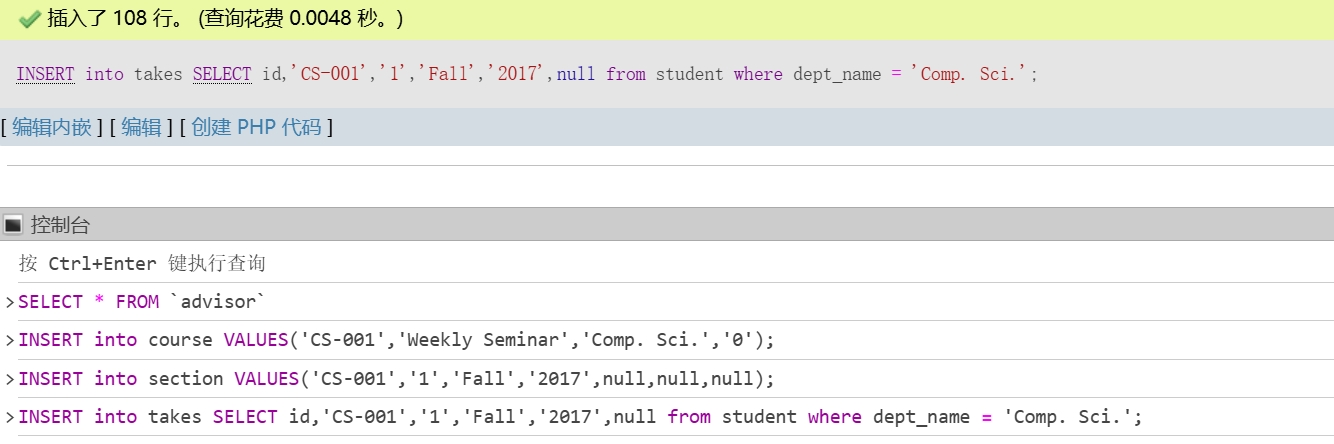 插入了 108 行。 (查询花费 0.0048 秒。)
INSERT into takes SELECT id,'CS-001','1','Fall','2017',null from student where dept_name = 'Comp. Sci.';
[ 编辑内嵌 ] [ 编辑 ] [ 创建 PHP 代码 ]
控制台
按 Ctrl+Enter 键执行查询
>SELECT * FROM `advisor`
>INSERT into course VALUES('CS-001','Weekly Seminar','Comp. Sci.','0');
>INSERT into section VALUES('CS-001','1','Fall','2017',null,null,null);
>INSERT into takes SELECT id,'CS-001','1','Fall','2017',null from student where dept_name = 'Comp. Sci.';